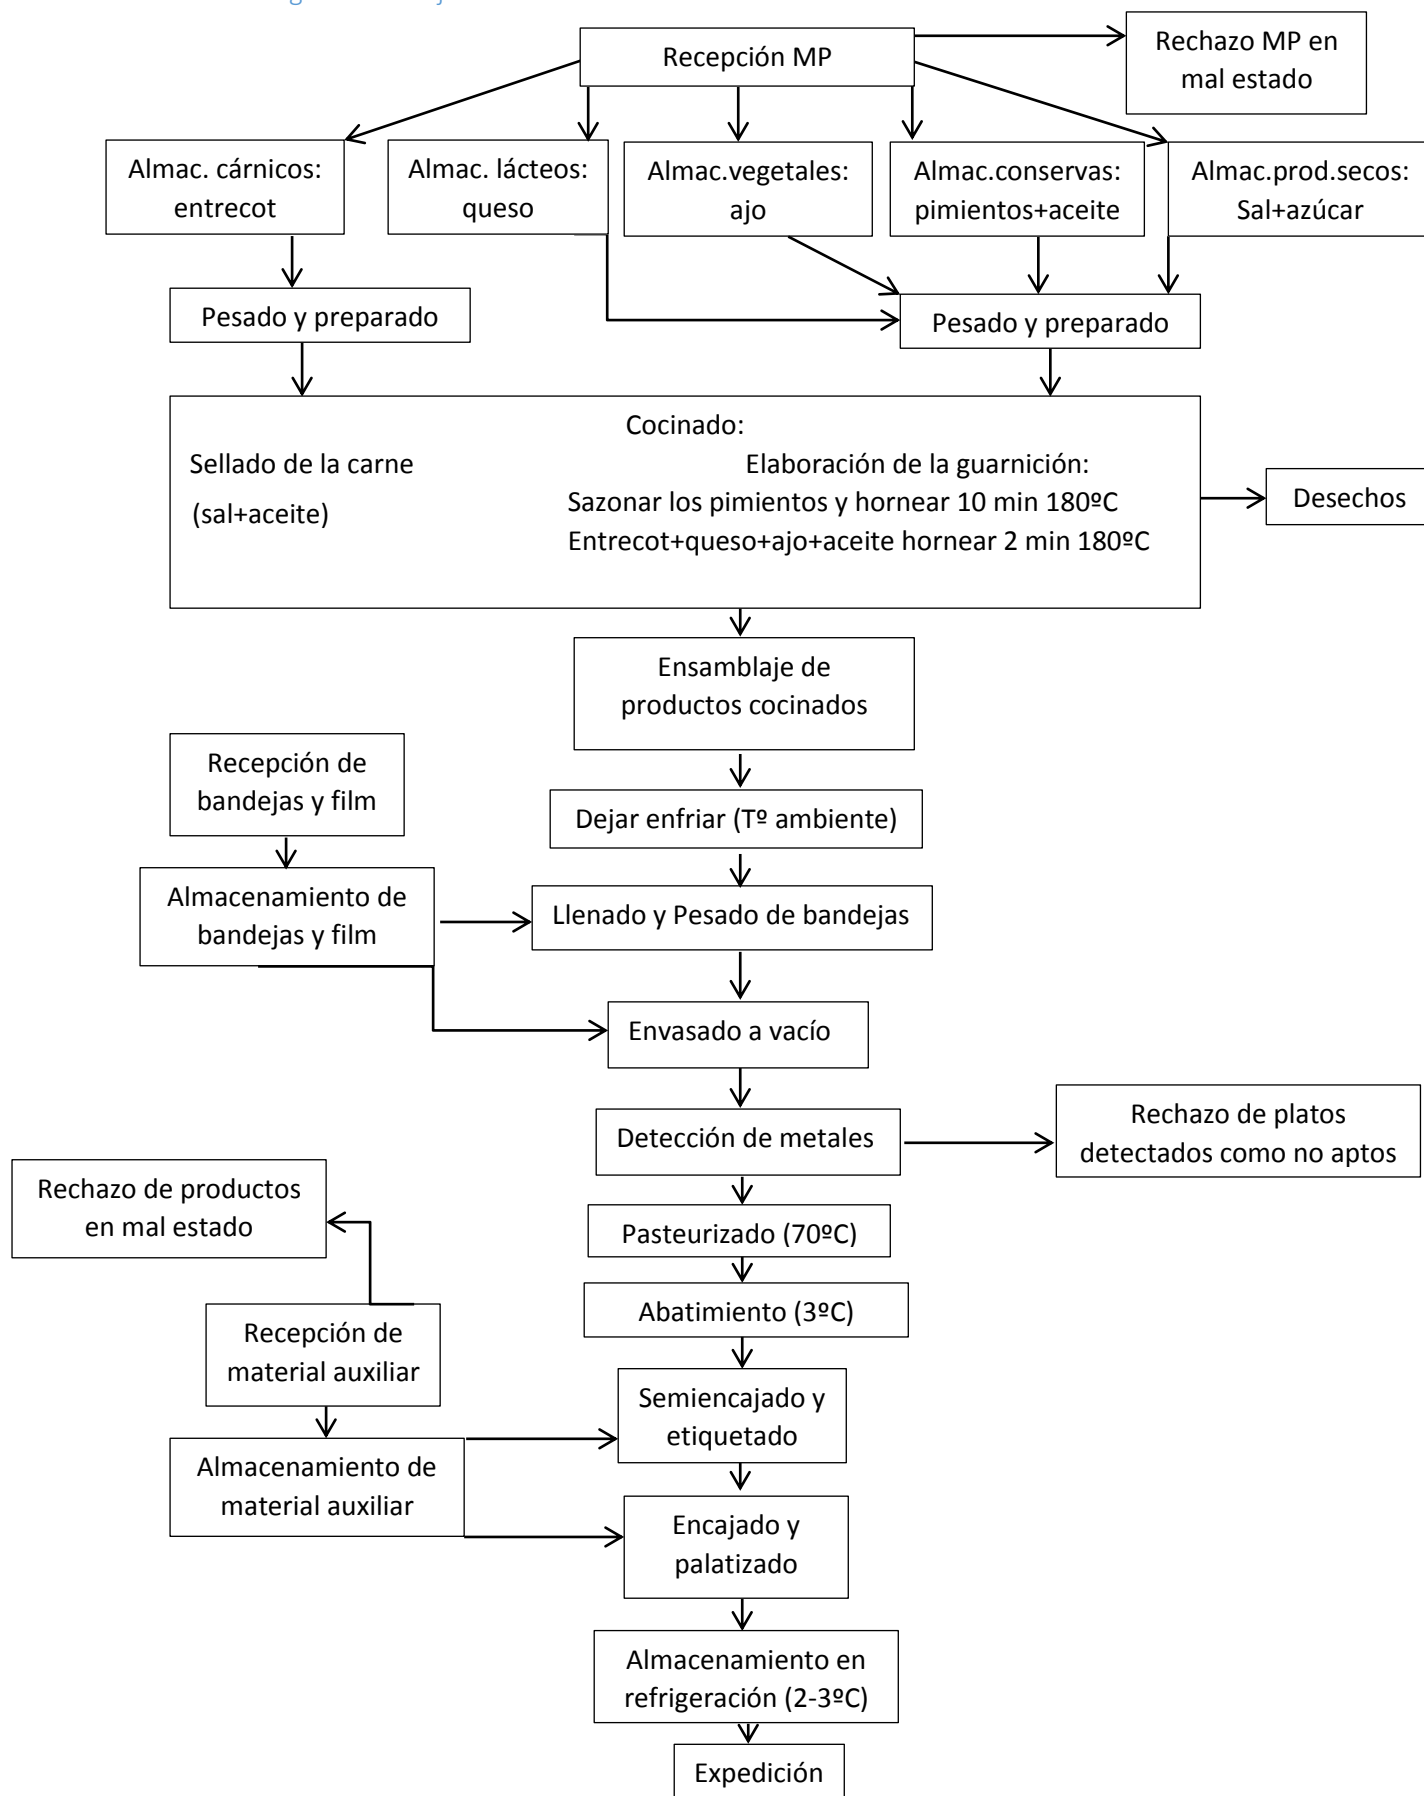 Recepción MP
Rechazo MP en
mal estado
Almac. cárnicos:
entrecot
Almac. lácteos:
queso
Almac.vegetales:
ajo
Almac.conservas:
pimientos+aceite
Almac.prod.secos:
Sal+azúcar
Pesado y preparado
Pesado y preparado
Cocinado:
Sellado de la carne
(sal+aceite)
Elaboración de la guarnición:
Sazonar los pimientos y hornear 10 min 180ºC
Entrecot+queso+ajo+aceite hornear 2 min 180ºC
Desechos
Ensamblaje de
productos cocinados
Recepción de
bandejas y film
Dejar enfriar (Tº ambiente)
Almacenamiento de
bandejas y film
Llenado y Pesado de bandejas
Envasado a vacío
Detección de metales
Rechazo de platos
detectados como no aptos
Rechazo de productos
en mal estado
Pasteurizado (70ºC)
Abatimiento (3ºC)
Recepción de
material auxiliar
Semiencajado y
etiquetado
Almacenamiento de
material auxiliar
Encajado y
palatizado
Almacenamiento en
refrigeración (2-3ºC)
Expedición